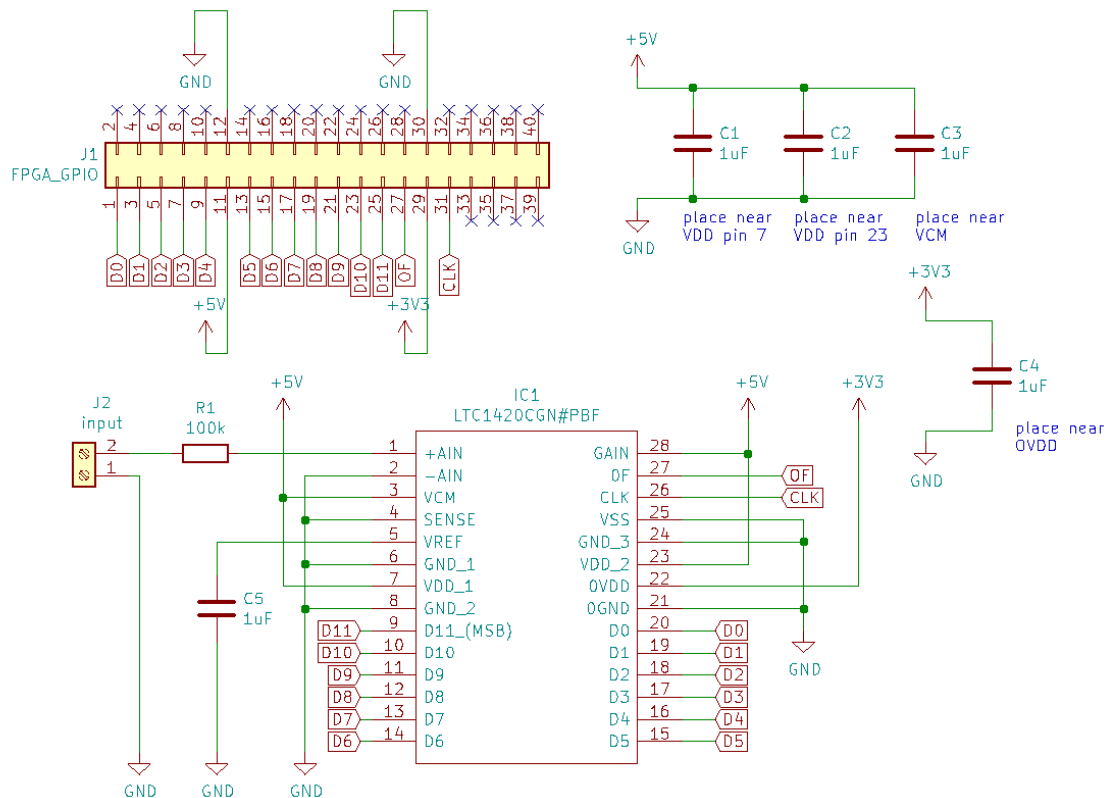 GND
GND
2 4 6 8 10 12 14 16 18 20 22 24 26 28 30 32 34 36 38 40
J1
FPGA_GPIO
1 3 5 7 9 11 13 15 17 19 21 23 25 27 29 31 33 35 37 39
D0 D1 D2 D3 D4 D5 D6 D7 D8 D9 D10 D11 OF CLK
+5V
+3V3
+5V
C1
1uF
C2
1uF
C3
1uF
GND
place near
VDD pin 7
place near
VDD pin 23
place near
VCM
+3V3
C4
1uF
place near
OVDD
GND
J2
input
2
1
R1
100k
+5V
IC1
LTC1420CGN#PBF
+5V
+3V3
1 +AIN GAIN 28
2 -AIN OF 27 OF
3 VCM CLK 26 CLK
4 SENSE VSS 25
5 VREF GND_3 24
6 GND_1 VDD_2 23
7 VDD_1 OVDD 22
8 GND_2 OGND 21
D11 9 D11_(MSB) D0 20 D0
D10 10 D10 D1 19 D1
D9 11 D9 D2 18 D2
D8 12 D8 D3 17 D3
D7 13 D7 D4 16 D4
D6 14 D6 D5 15 D5
C5
1uF
GND
GND
GND
GND